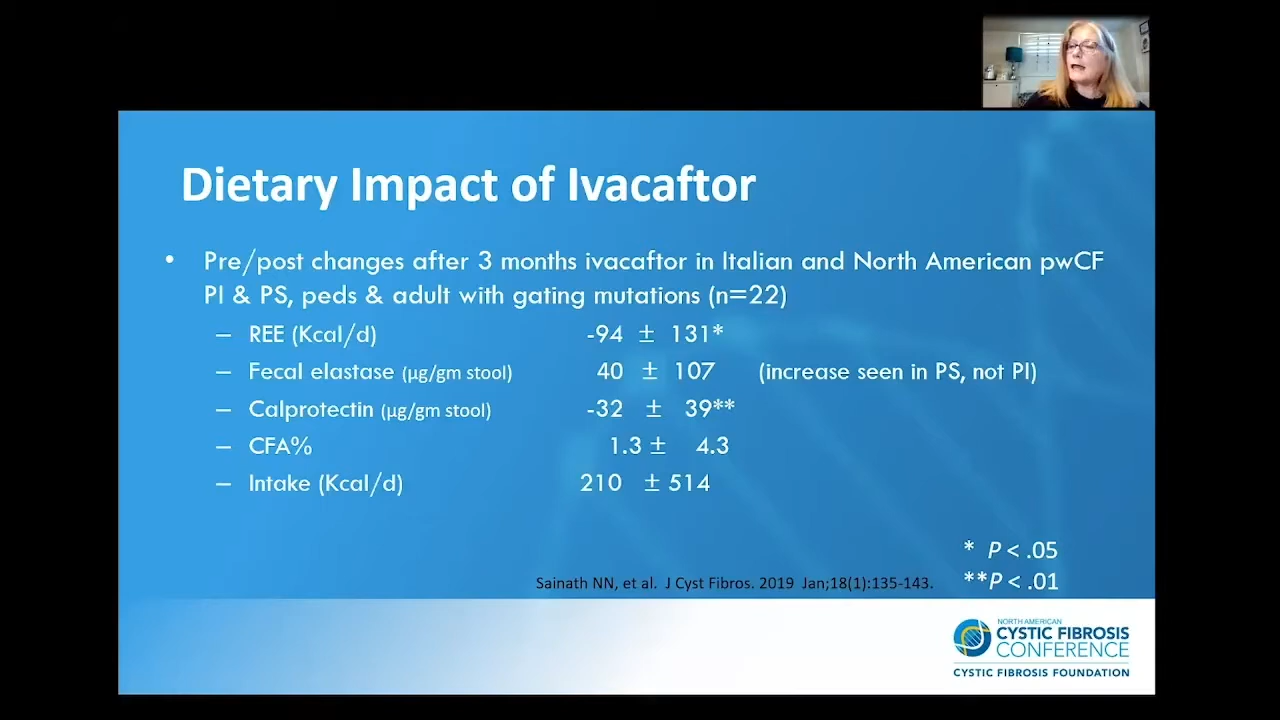 Dietary Impact of Ivacaftor
• Pre/post changes after 3 months ivacaftor in Italian and North American pwCF
PI & PS, peds & adult with gating mutations (n=22)
– REE (Kcal/d) -94 ± 131*
– Fecal elastase (µg/gm stool) 40 ± 107 (increase seen in PS, not PI)
– Calprotectin (µg/gm stool) -32 ± 39**
– CFA% 1.3 ± 4.3
– Intake (Kcal/d) 210 ± 514
* P < .05
Sainath NN, et al. J Cyst Fibros. 2019 Jan;18(1):135-143.
**P < .01
NORTH AMERICAN
CYSTIC FIBROSIS
CONFERENCE
CYSTIC FIBROSIS FOUNDATION